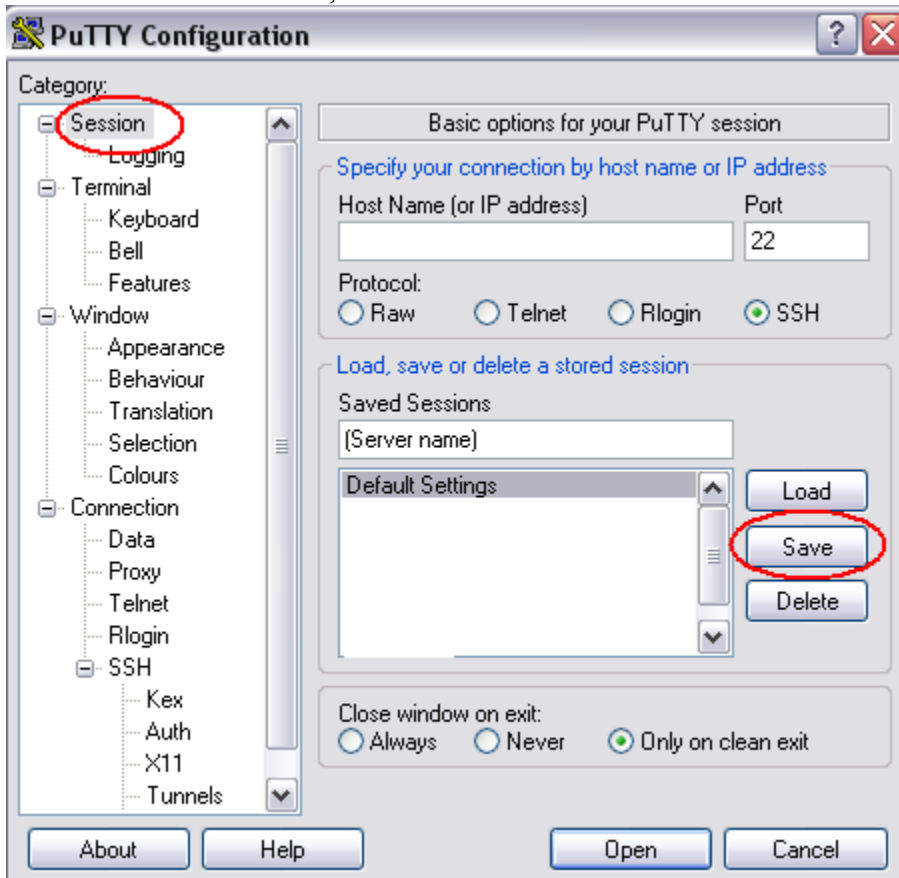 PuTTY Configuration
Category:
Session
Logging
Terminal
Keyboard
Bell
Features
Window
Appearance
Behaviour
Translation
Selection
Colours
Connection
Data
Proxy
Telnet
Rlogin
SSH
Kex
Auth
X11
Tunnels
Basic options for your PuTTY session
Specify your connection by host name or IP address
Host Name (or IP address) Port
22
Protocol:
Raw Telnet Rlogin SSH
Load, save or delete a stored session
Saved Sessions
(Server name)
Default Settings
Load
Save
Delete
Close window on exit:
Always Never Only on clean exit
About Help Open Cancel